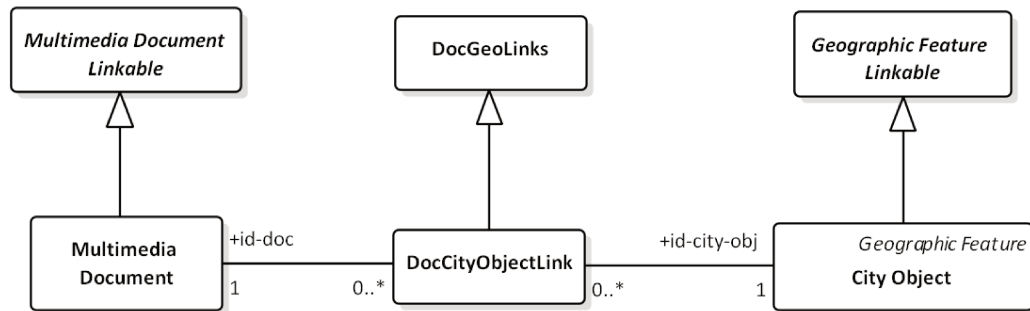 Multimedia Document
Linkable
DocGeoLinks
Geographic Feature
Linkable
Multimedia
Document
+id-doc
1
0..*
DocCityObjectLink
0..*
+id-city-obj
1
Geographic Feature
City Object